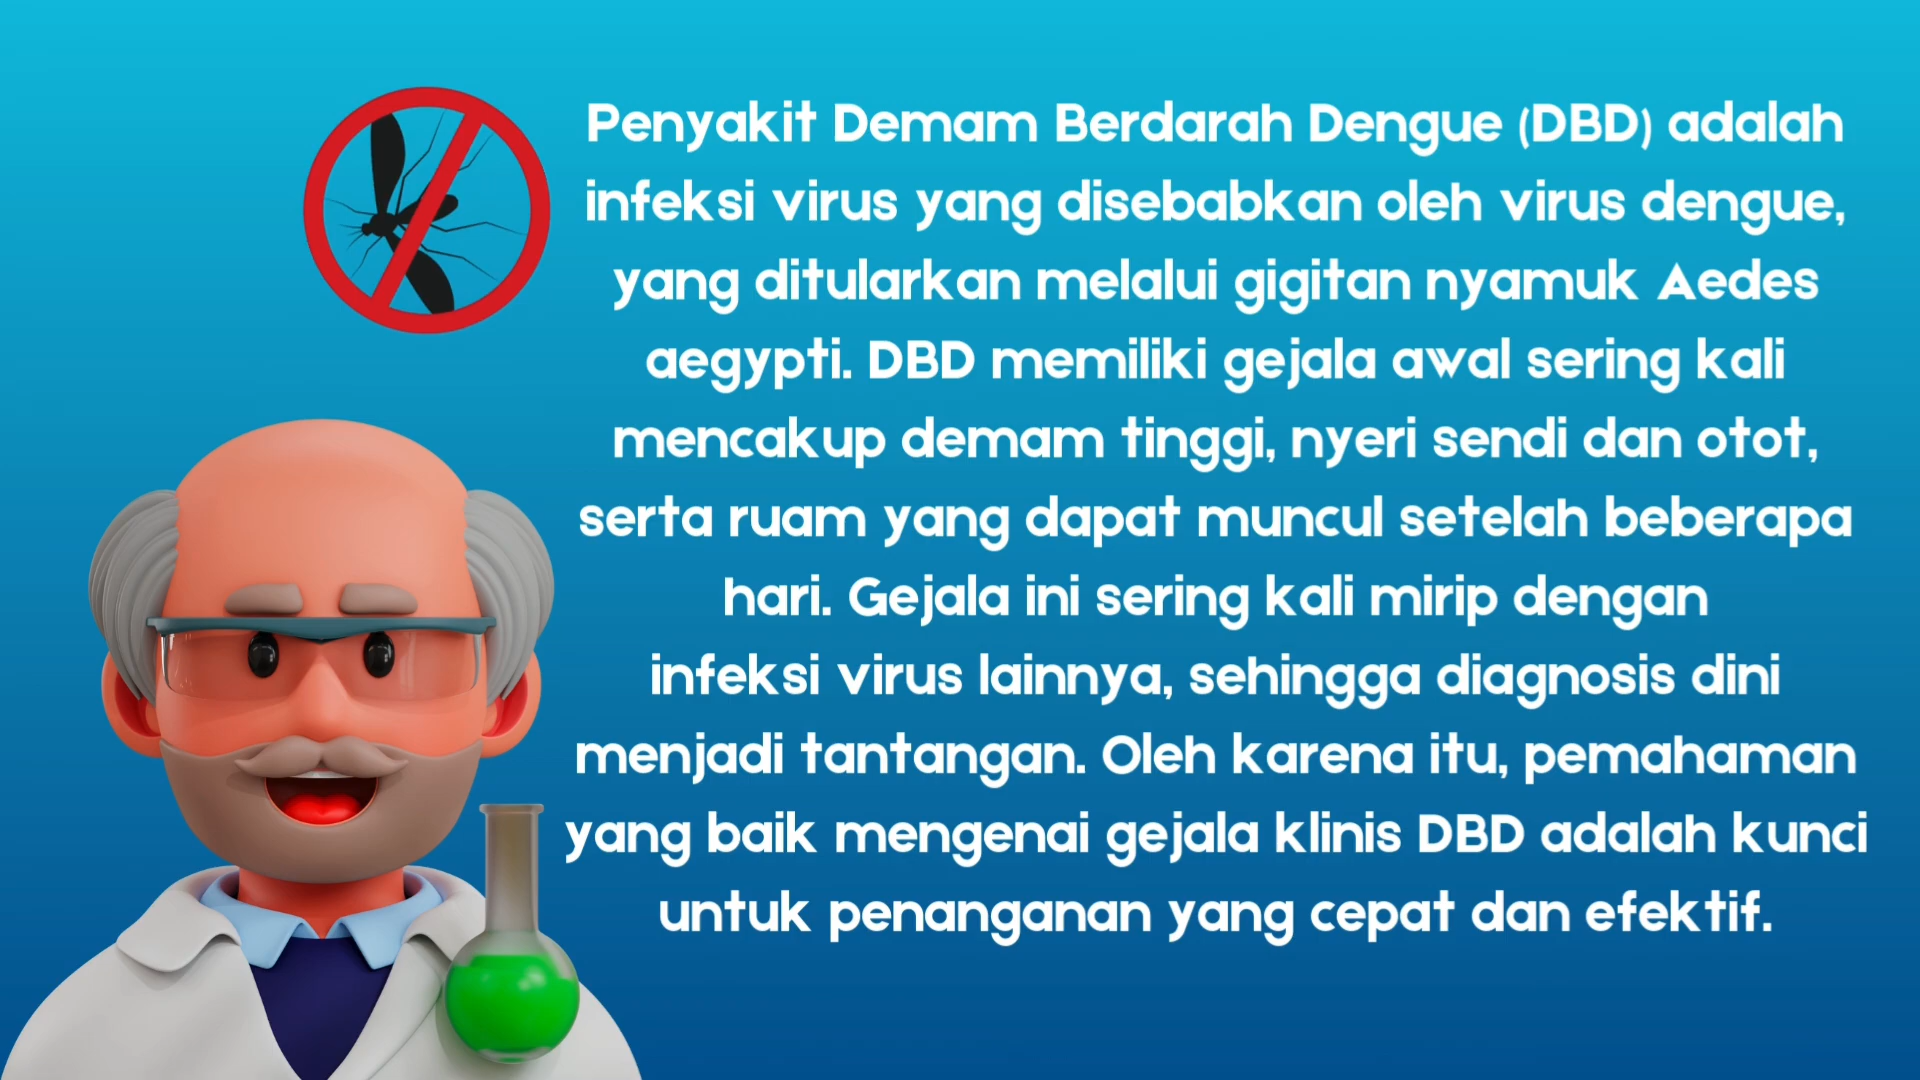 Penyakit Demam Berdarah Dengue (DBD) adalah
infeksi virus yang disebabkan oleh virus dengue,
yang ditularkan melalui gigitan nyamuk Aedes
aegypti. DBD memiliki gejala awal sering kali
mencakup demam tinggi, nyeri sendi dan otot,
serta ruam yang dapat muncul setelah beberapa
hari. Gejala ini sering kali mirip dengan
infeksi virus lainnya, sehingga diagnosis dini
menjadi tantangan. Oleh karena itu, pemahaman
yang baik mengenai gejala klinis DBD adalah kunci
untuk penanganan yang cepat dan efektif.